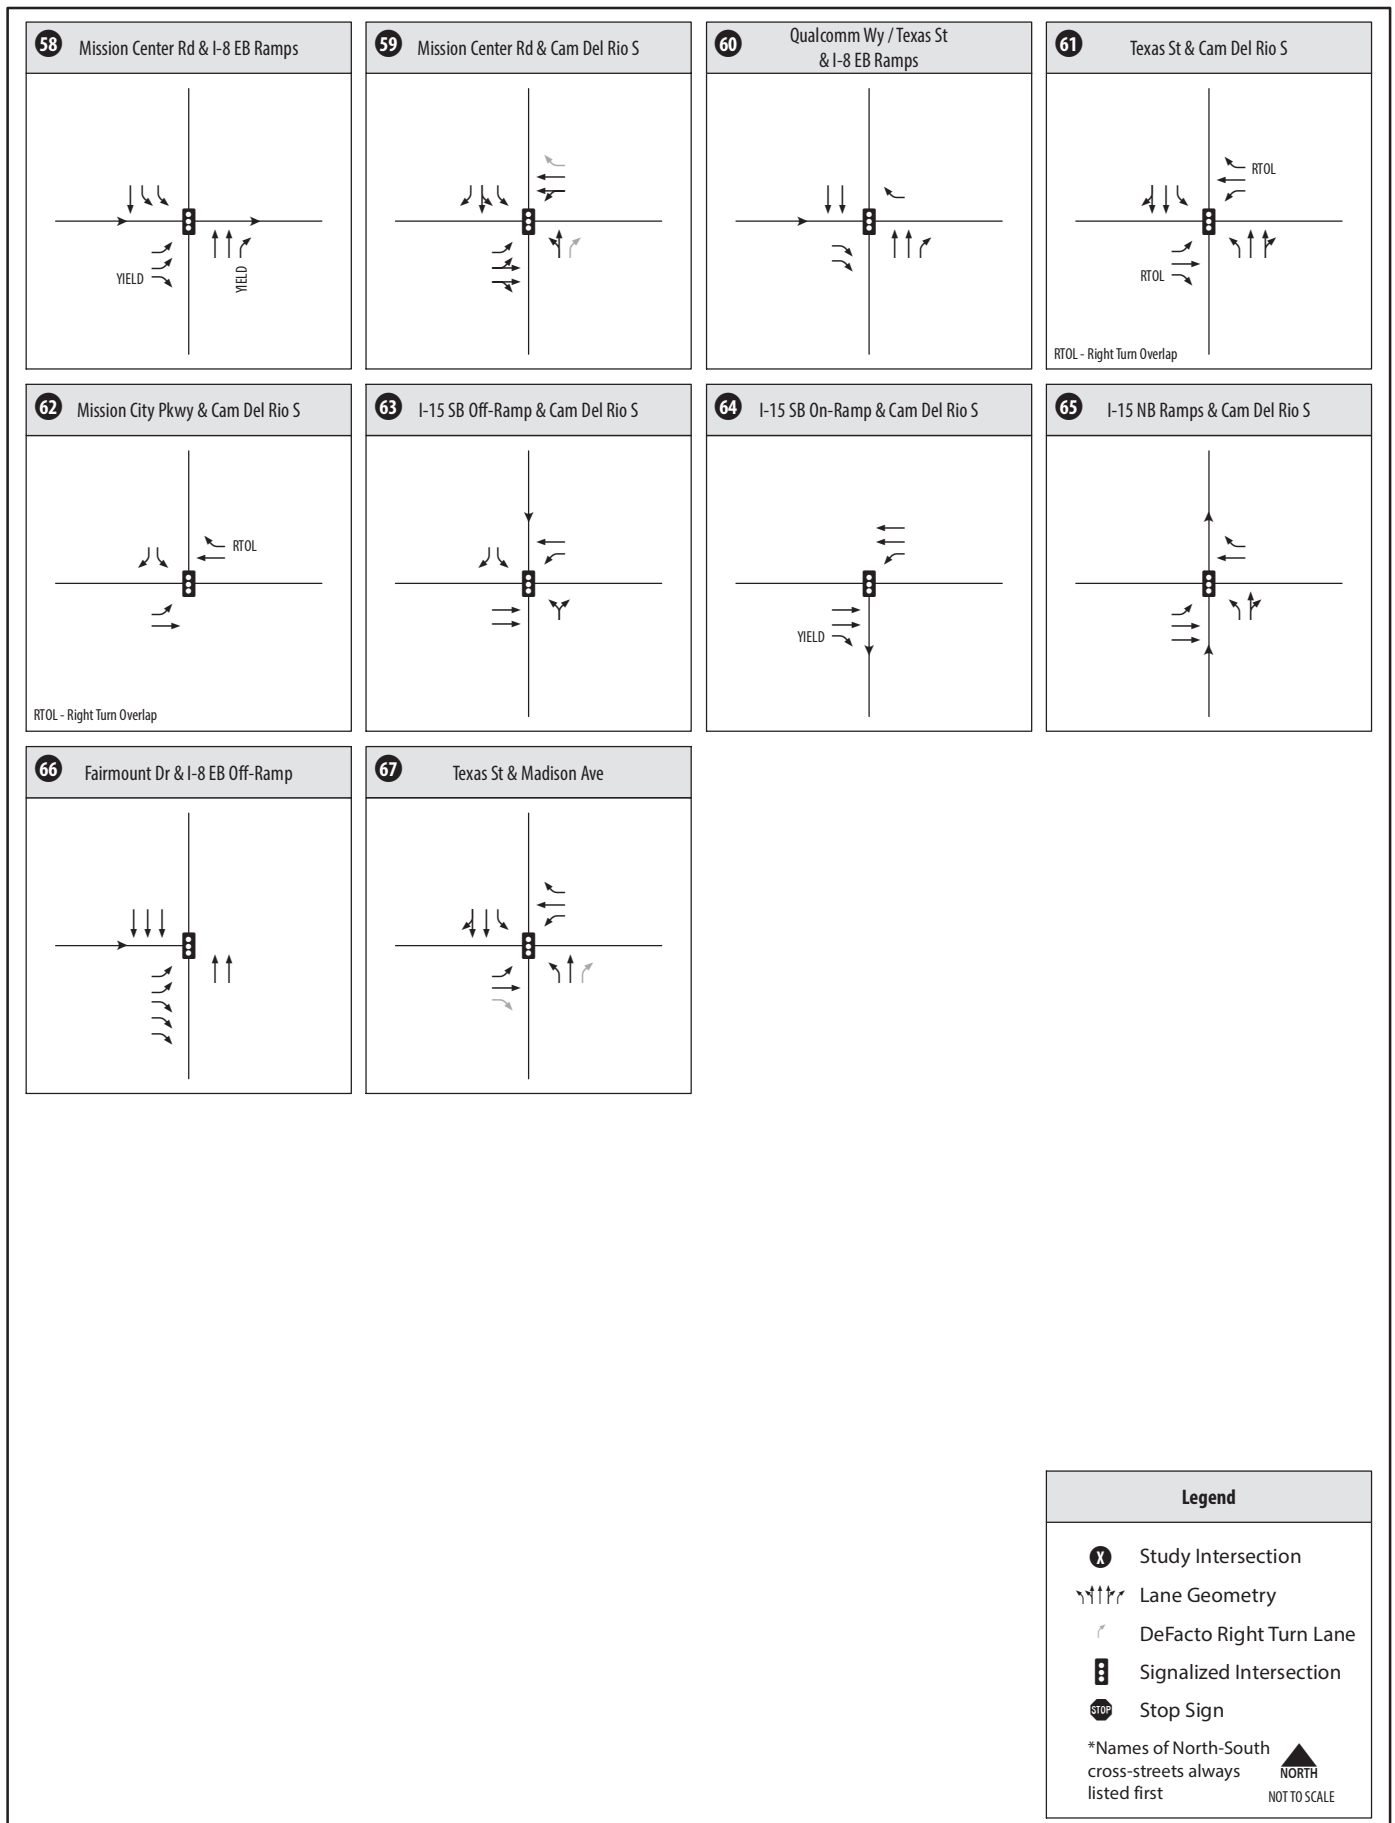 58 Mission Center Rd & I-8 EB Ramps
YIELD
YIELD
59 Mission Center Rd & Cam Del Rio S
60 Qualcomm Wy / Texas St
& I-8 EB Ramps
61 Texas St & Cam Del Rio S
RTOL
RTOL
RTOL - Right Turn Overlap
62 Mission City Pkwy & Cam Del Rio S
RTOL
RTOL - Right Turn Overlap
63 I-15 SB Off-Ramp & Cam Del Rio S
64 I-15 SB On-Ramp & Cam Del Rio S
YIELD
65 I-15 NB Ramps & Cam Del Rio S
66 Fairmount Dr & I-8 EB Off-Ramp
67 Texas St & Madison Ave
Legend
X Study Intersection
Lane Geometry
DeFacto Right Turn Lane
Signalized Intersection
STOP Stop Sign
*Names of North-South
cross-streets always
listed first
NORTH
NOT TO SCALE